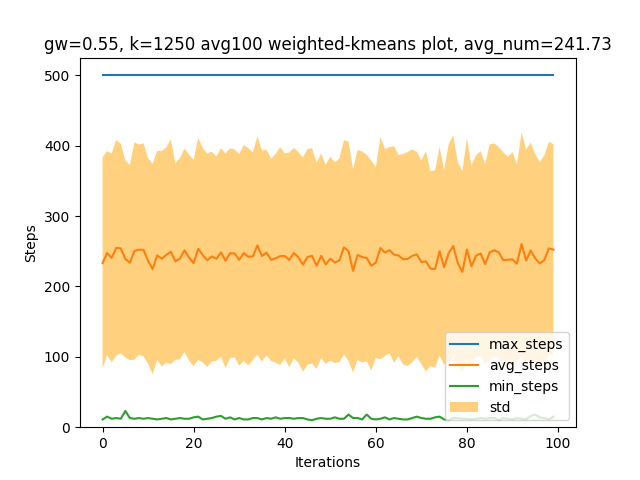 gw=0.55, k=1250 avg100 weighted-kmeans plot, avg_num=241.73
500
400
300
200
100
0
Steps
max_steps
avg_steps
min_steps
std
0 20 40 60 80 100
Iterations